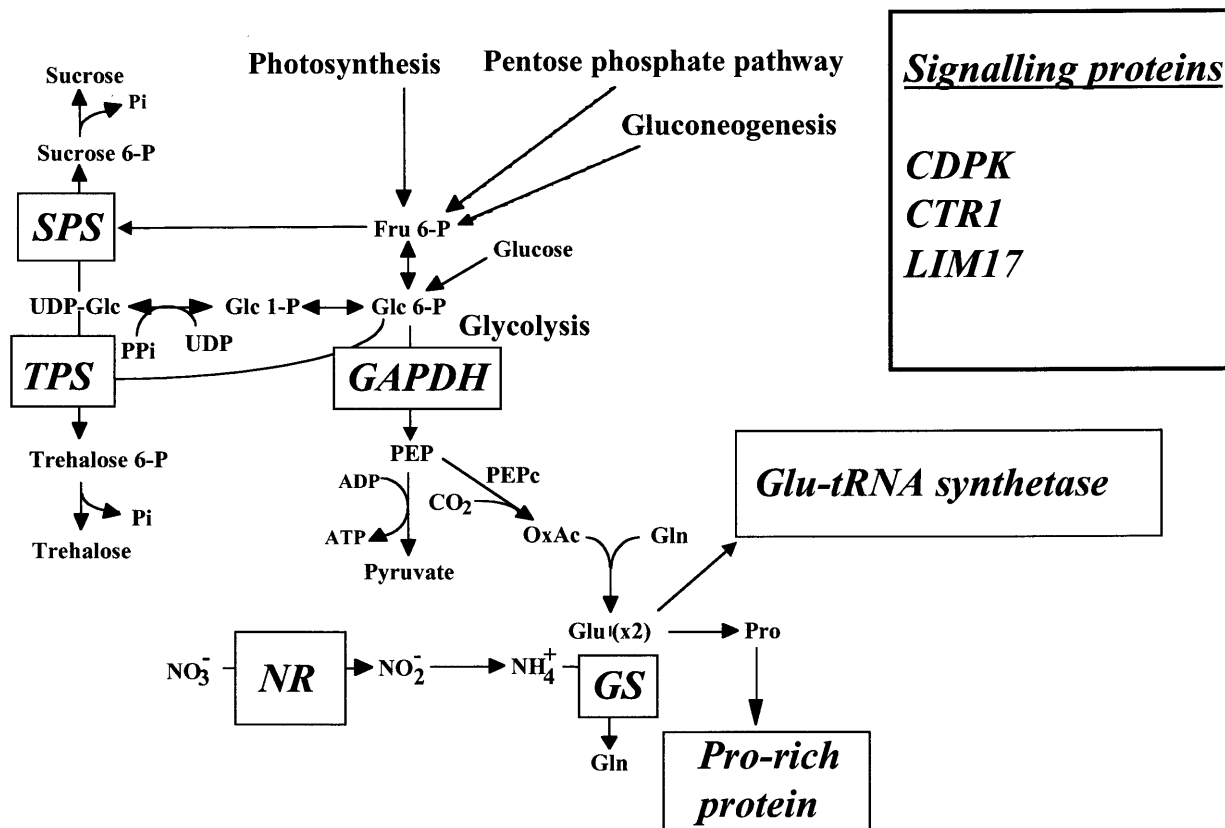 Photosynthesis
Pentose phosphate pathway
Gluconeogenesis
Sucrose
Pi
Sucrose 6-P
SPS
Fru 6-P
Glucose
UDP-Glc
Glc 1-P
Glc 6-P
PPi
UDP
Glycolysis
TPS
GAPDH
Trehalose 6-P
Pi
Trehalose
PEP
ADP
ATP
PEPc
CO₂
Pyruvate
OxAc
Gln
Glu (x2)
Pro
NO₃⁻
NR
NO₂⁻
NH₄⁺
GS
Gln
Signalling proteins
CDPK
CTR1
LIM17
Glu-tRNA synthetase
Pro-rich
protein